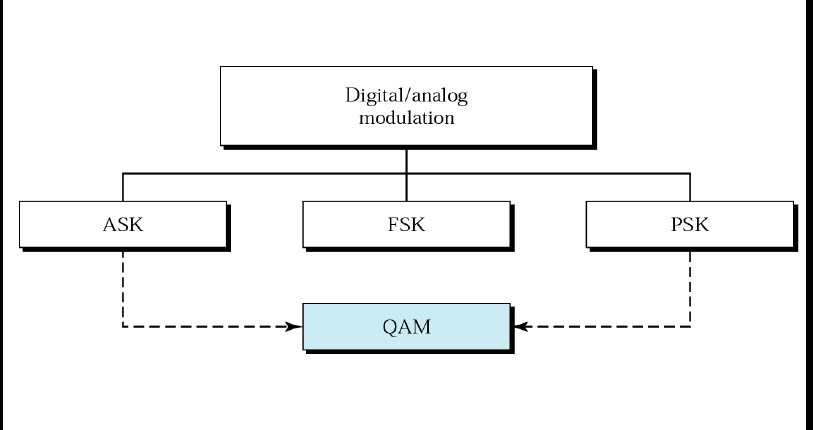 Digital/analog
modulation
ASK
FSK
PSK
QAM